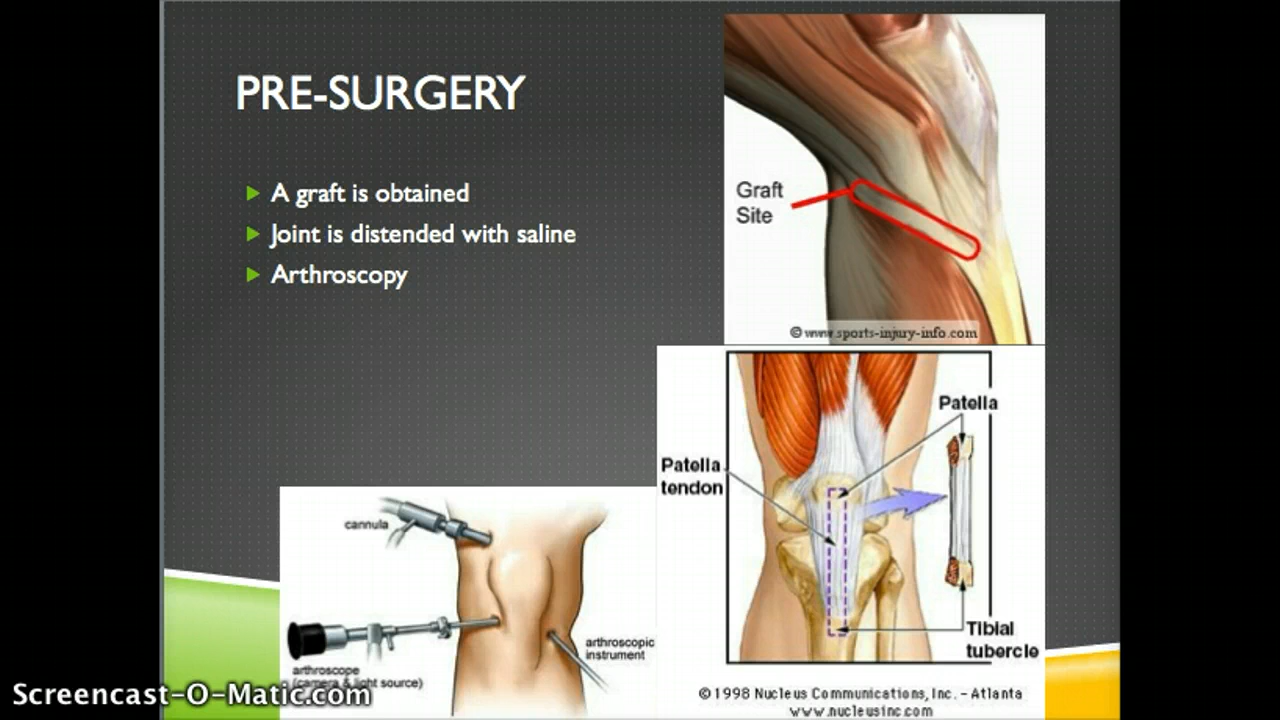 PRE-SURGERY
A graft is obtained
Joint is distended with saline
Arthroscopy
Graft
Site
© www.sports-injury-info.com
Patella
Patella
tendon
Tibial
tubercle
©1998 Nucleus Communications, Inc. - Atlanta
www.nucleusinc.com
cannula
arthroscopic
instrument
arthroscope
(camera & light source)
Screencast-O-Matic.com